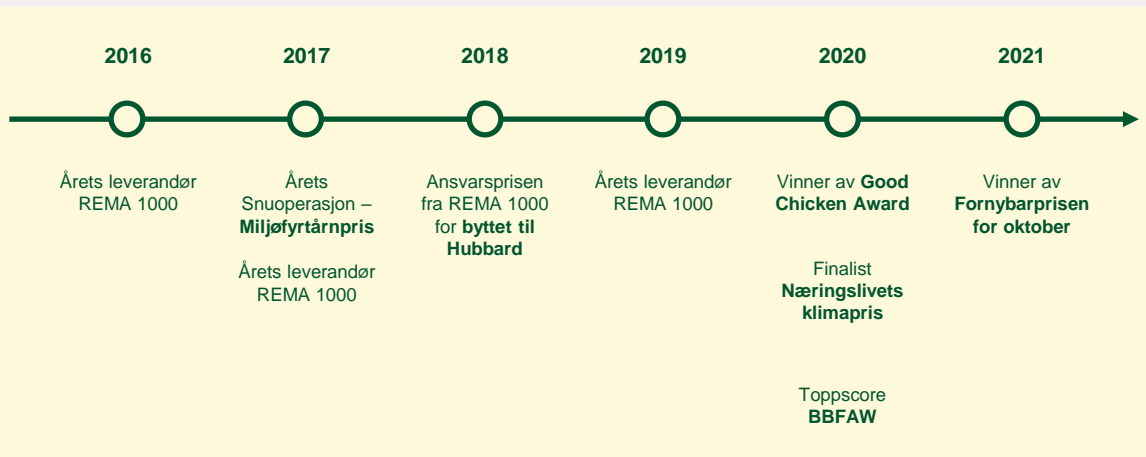 2016
2017
2018
2019
2020
2021
Årets leverandør
REMA 1000
Årets
Snuoperasjon –
Miljøfyrtårnpris
Årets leverandør
REMA 1000
Ansvarsprisen
fra REMA 1000
for byttet til
Hubbard
Årets leverandør
REMA 1000
Vinner av Good
Chicken Award
Finalist
Næringslivets
klimapris
Toppscore
BBFAW
Vinner av
Fornybarprisen
for oktober